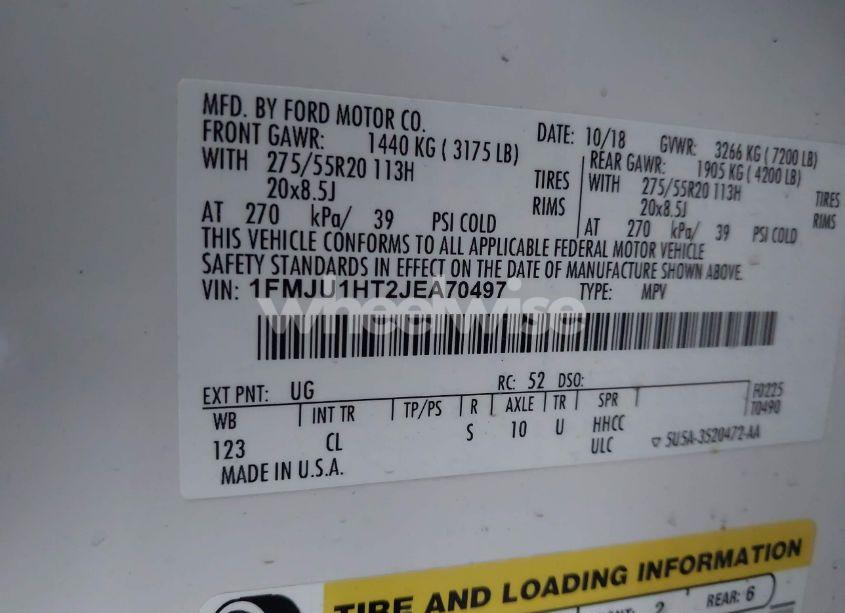 MFD. BY FORD MOTOR CO. DATE: 10/18 GVWR: 3266 KG ( 7200 LB)
FRONT GAWR: 1440 KG ( 3175 LB) REAR GAWR: 1905 KG ( 4200 LB)
WITH 275/55R20 113H TIRES WITH 275/55R20 113H TIRES
20x8.5J RIMS 20x8.5J RIMS
AT 270 kPa/ 39 PSI COLD AT 270 kPa/ 39 PSI COLD
THIS VEHICLE CONFORMS TO ALL APPLICABLE FEDERAL MOTOR VEHICLE
SAFETY STANDARDS IN EFFECT ON THE DATE OF MANUFACTURE SHOWN ABOVE.
VIN: 1FMJU1HT2JEA70497 TYPE: MPV
WheelWise
EXT PNT: UG RC: 52 DSO:
WB INT TR TP/PS R AXLE TR SPR F0225
T0490
123 CL S 10 U HHCC
ULC 5U5A-3520472-AA
MADE IN U.S.A.
TIRE AND LOADING INFORMATION
2 REAR: 6